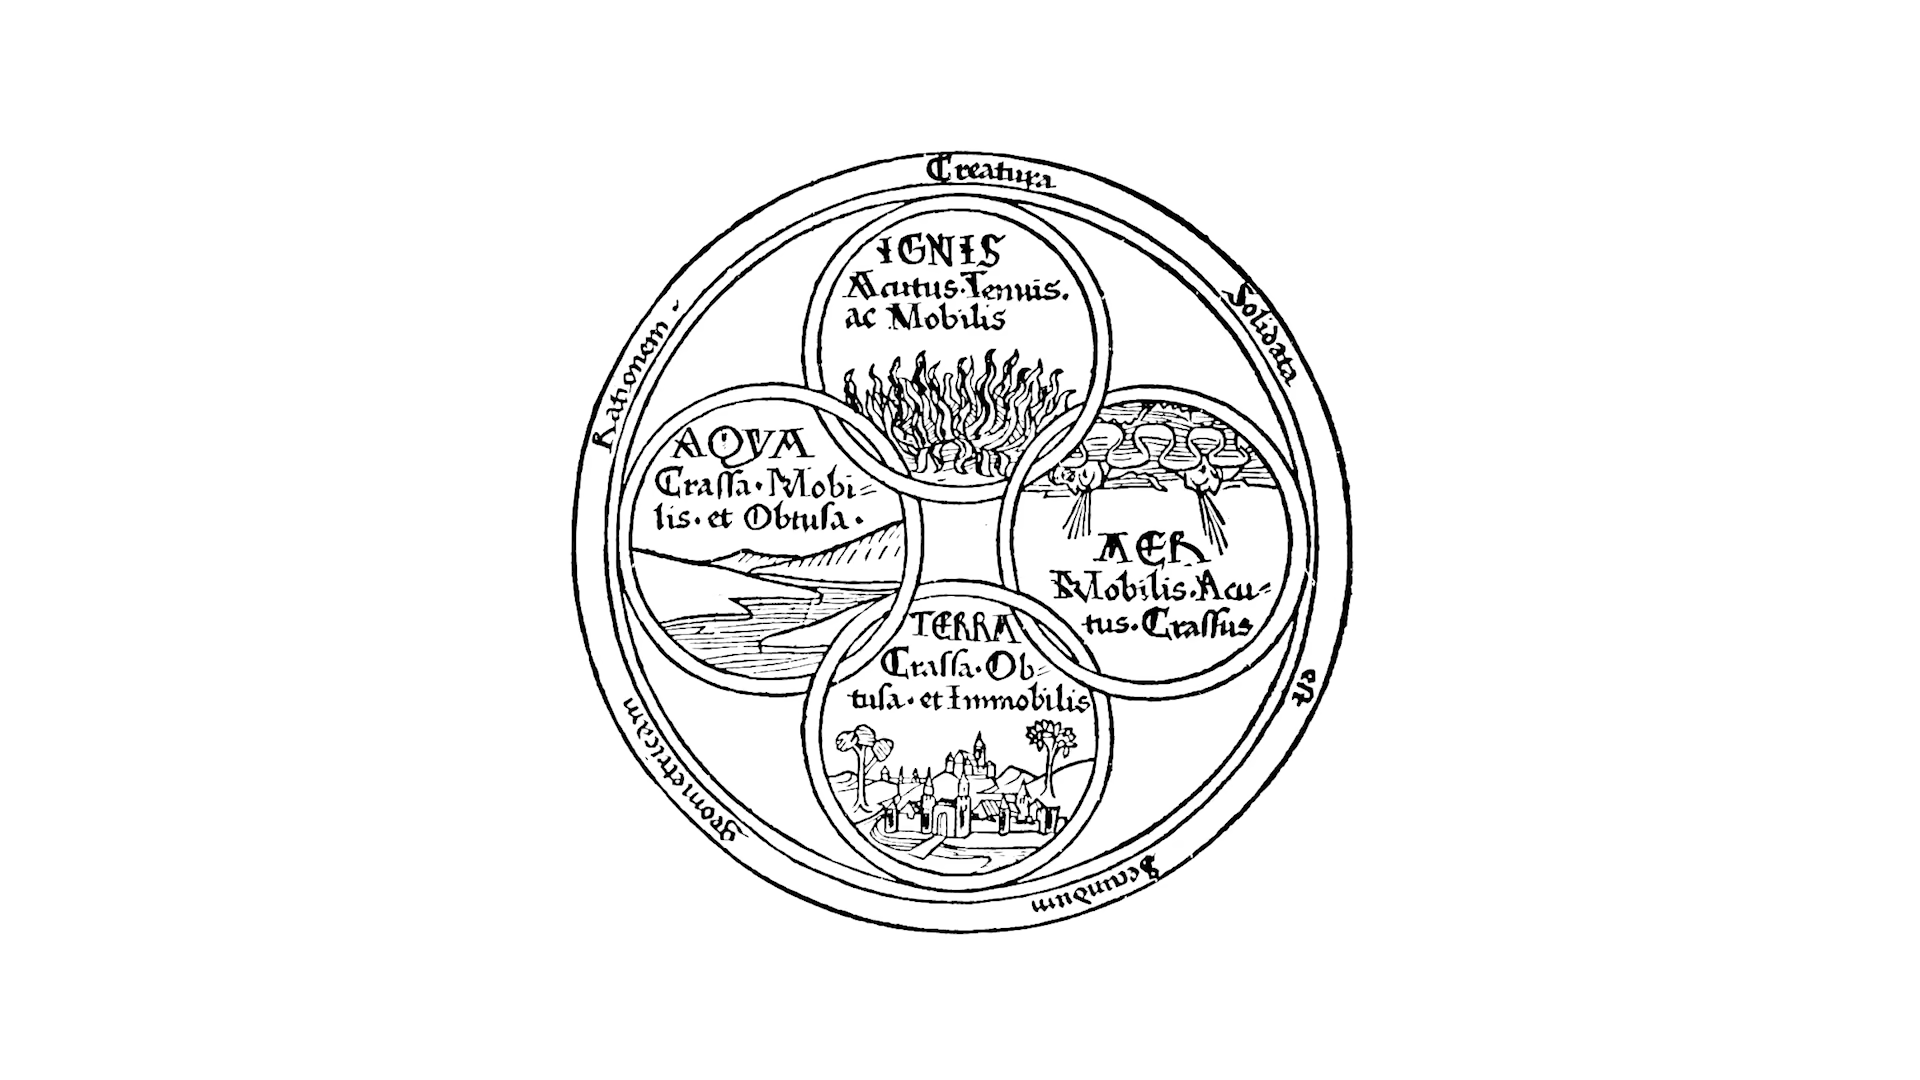 Creatura
Solidata
est
Secundum
geometricam
Rationem
IGNIS
Acutus·Tenuis.
ac Mobilis
AQVA
Craſſa·Mobi=
lis·et Obtuſa·
AER
Mobilis·Acu=
tus·Craſſus
TERRA
Craſſa·Ob=
tuſa·et Immobilis